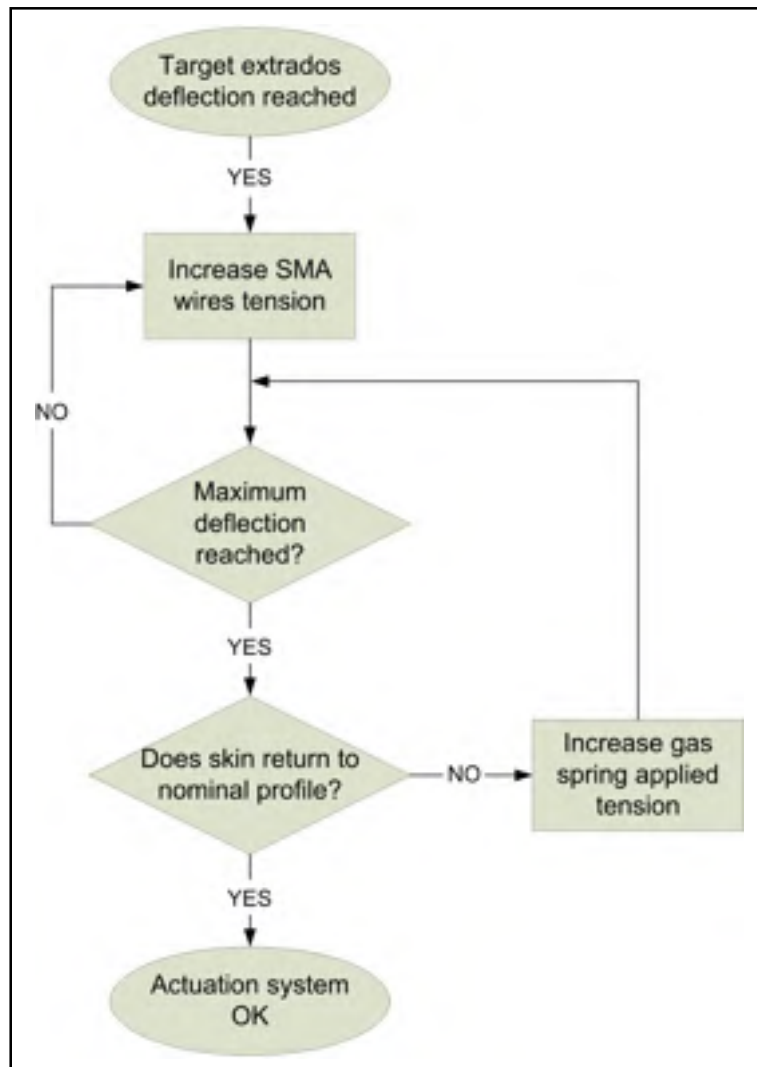 Target extrados
deflection reached
YES
Increase SMA
wires tension
NO
Maximum
deflection
reached?
YES
Does skin return to
nominal profile?
NO
Increase gas
spring applied
tension
YES
Actuation system
OK